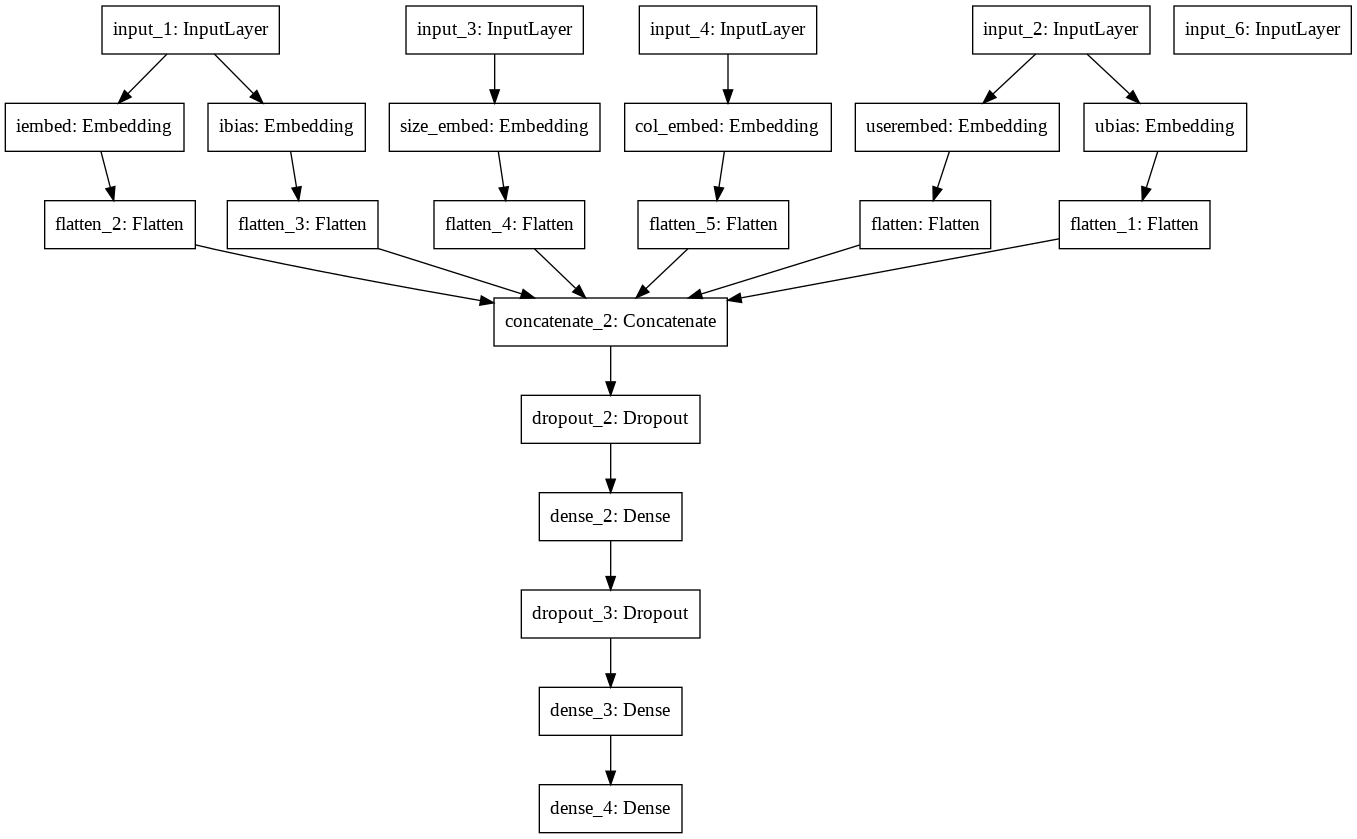 input_1: InputLayer
input_3: InputLayer
input_4: InputLayer
input_2: InputLayer
input_6: InputLayer
iembed: Embedding
ibias: Embedding
size_embed: Embedding
col_embed: Embedding
userembed: Embedding
ubias: Embedding
flatten_2: Flatten
flatten_3: Flatten
flatten_4: Flatten
flatten_5: Flatten
flatten: Flatten
flatten_1: Flatten
concatenate_2: Concatenate
dropout_2: Dropout
dense_2: Dense
dropout_3: Dropout
dense_3: Dense
dense_4: Dense